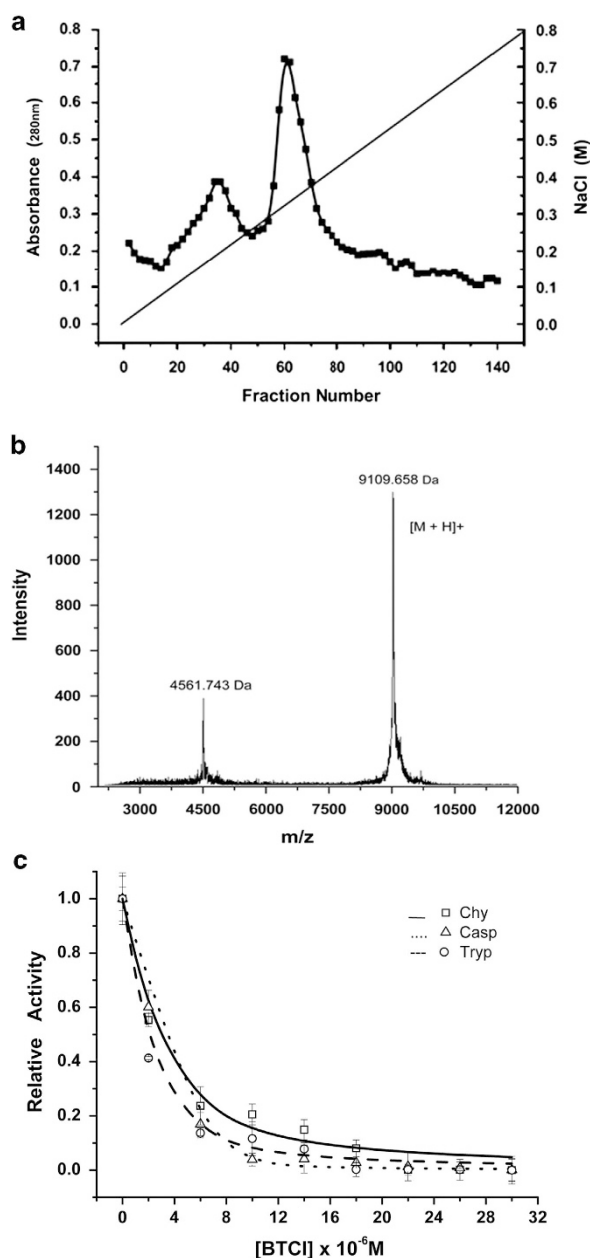 a
0.8
0.7
0.6
0.5
0.4
0.3
0.2
0.1
0.0
Absorbance (280nm)
0.8
0.7
0.6
0.5
0.4
0.3
0.2
0.1
0.0
NaCl (M)
0 20 40 60 80 100 120 140
Fraction Number
b
1400
1200
1000
800
600
400
200
0
Intensity
9109.658 Da
[M + H]+
4561.743 Da
3000 4500 6000 7500 9000 10500 12000
m/z
c
1.0
0.8
0.6
0.4
0.2
0.0
Relative Activity
Chy
Casp
Tryp
0 4 8 12 16 20 24 28 32
[BTCI] x 10⁻⁶M